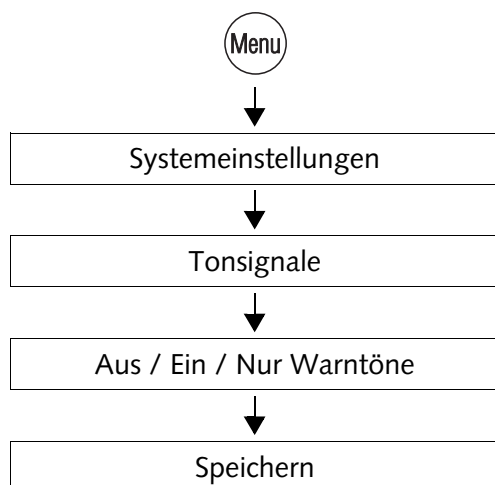 Menu
Systemeinstellungen
Tonsignale
Aus / Ein / Nur Warntöne
Speichern